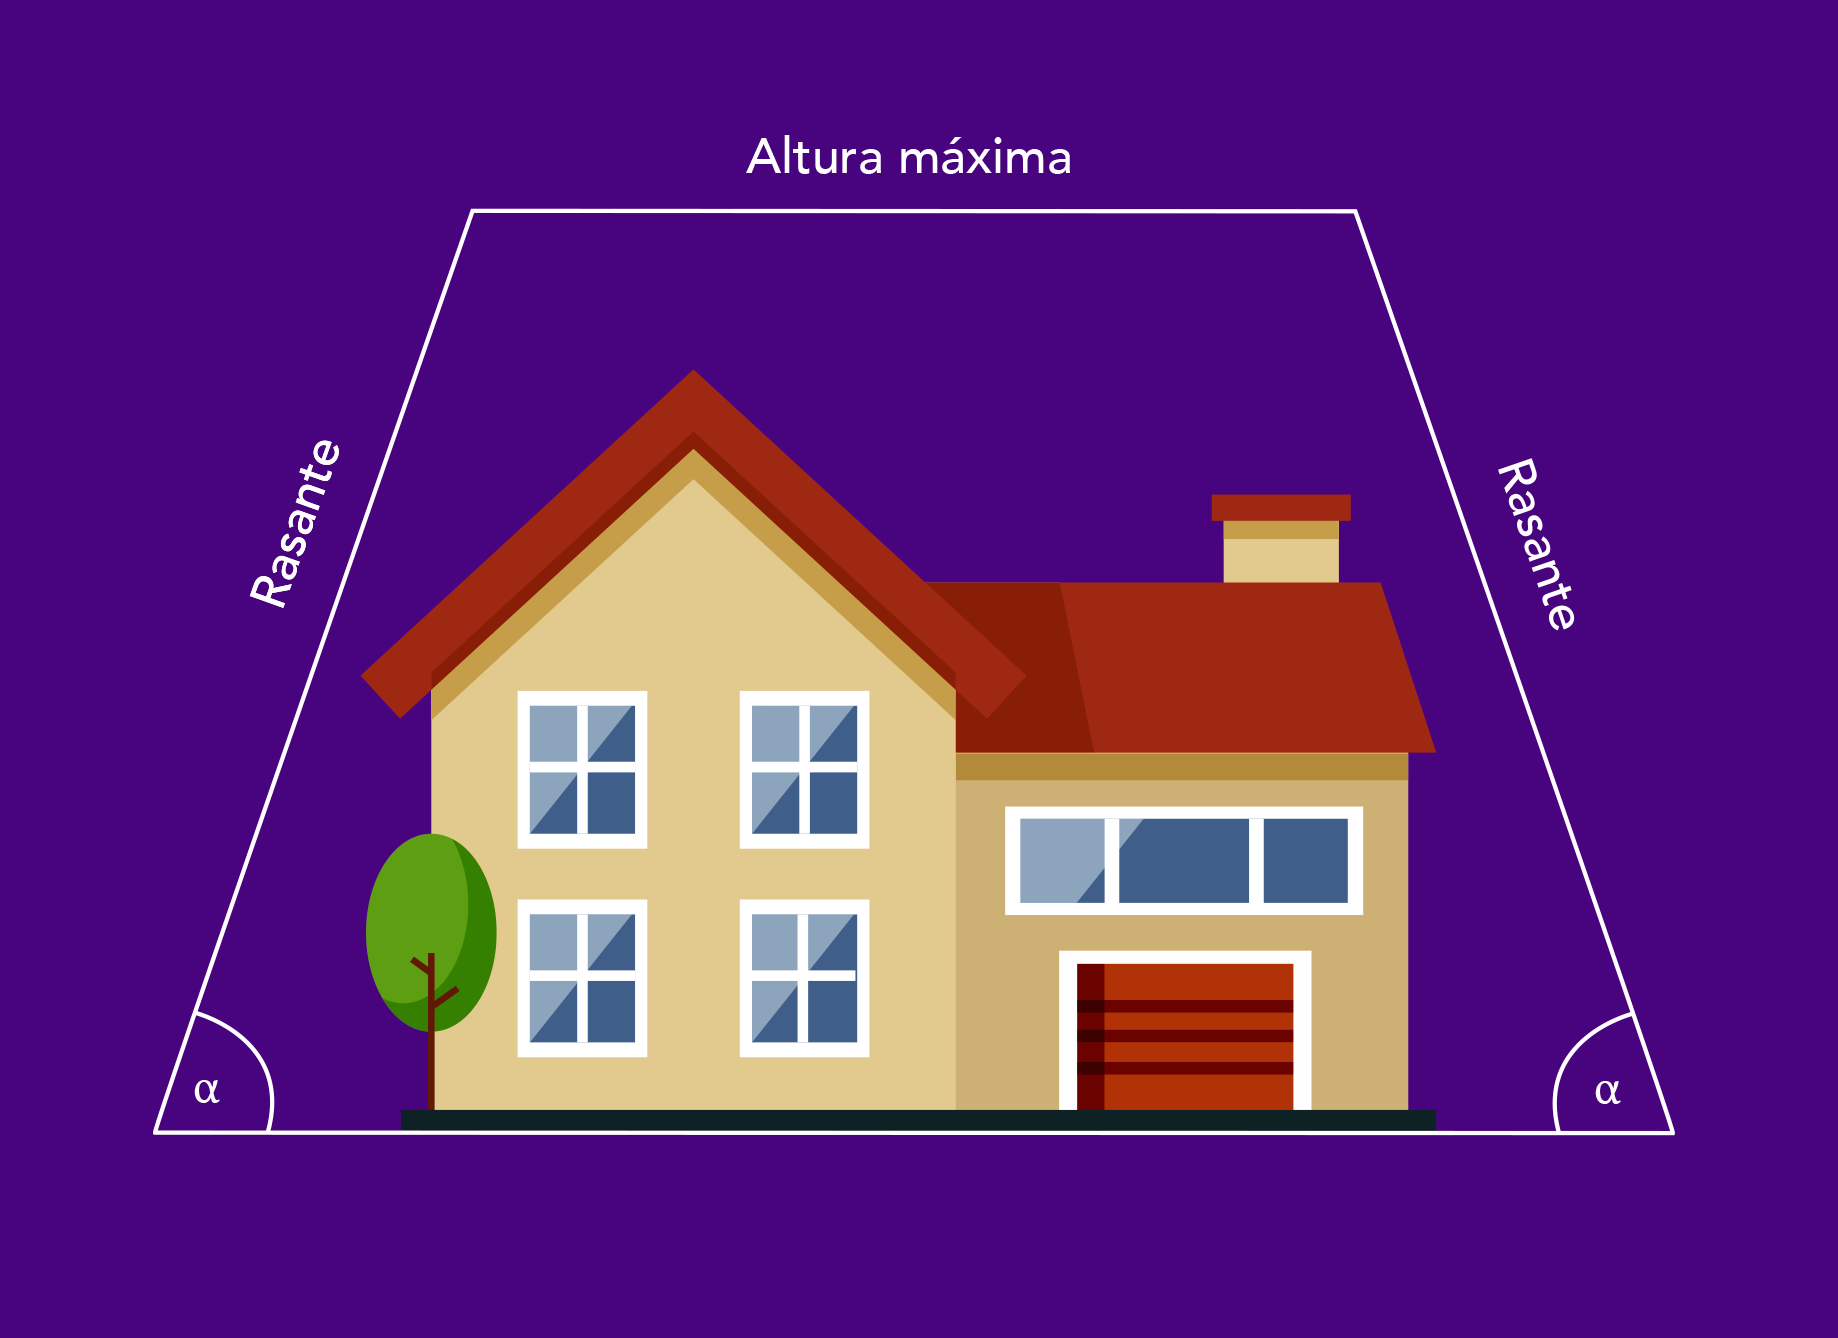 Altura máxima
Rasante
Rasante
α
α